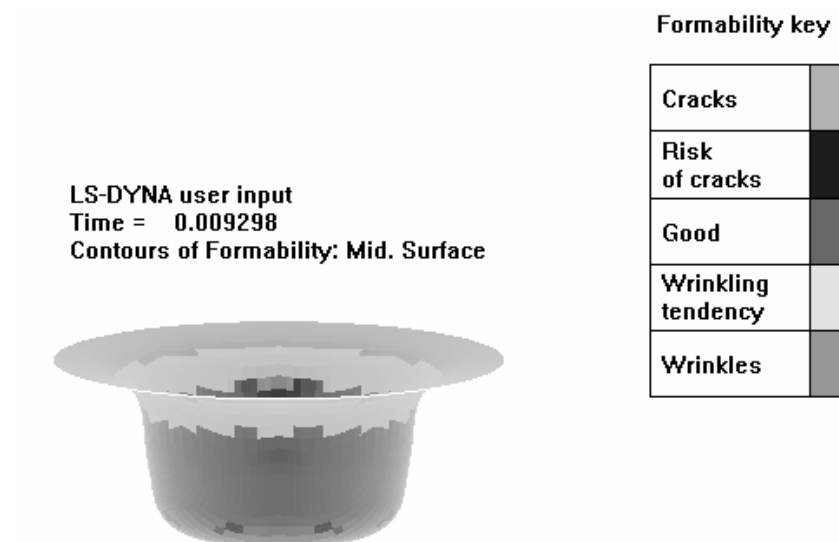 Formability key
Cracks
Risk
of cracks
Good
Wrinkling
tendency
Wrinkles
LS-DYNA user input
Time = 0.009298
Contours of Formability: Mid. Surface